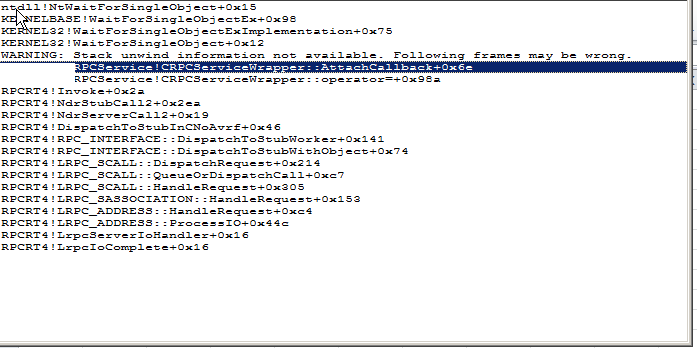 ntdll!NtWaitForSingleObject+0x15
KERNELBASE!WaitForSingleObjectEx+0x98
KERNEL32!WaitForSingleObjectExImplementation+0x75
KERNEL32!WaitForSingleObject+0x12
WARNING: Stack unwind information not available. Following frames may be wrong.
RPCService!CRPCServiceWrapper::AttachCallback+0x6e
RPCService!CRPCServiceWrapper::operator=+0x98a
RPCRT4!Invoke+0x2a
RPCRT4!NdrStubCall2+0x2ea
RPCRT4!NdrServerCall2+0x19
RPCRT4!DispatchToStubInCNoAvrf+0x46
RPCRT4!RPC_INTERFACE::DispatchToStubWorker+0x141
RPCRT4!RPC_INTERFACE::DispatchToStubWithObject+0x74
RPCRT4!LRPC_SCALL::DispatchRequest+0x214
RPCRT4!LRPC_SCALL::QueueOrDispatchCall+0xc7
RPCRT4!LRPC_SCALL::HandleRequest+0x305
RPCRT4!LRPC_SASSOCIATION::HandleRequest+0x153
RPCRT4!LRPC_ADDRESS::HandleRequest+0xc4
RPCRT4!LRPC_ADDRESS::ProcessIO+0x44c
RPCRT4!LrpcServerIoHandler+0x16
RPCRT4!LrpcIoComplete+0x16